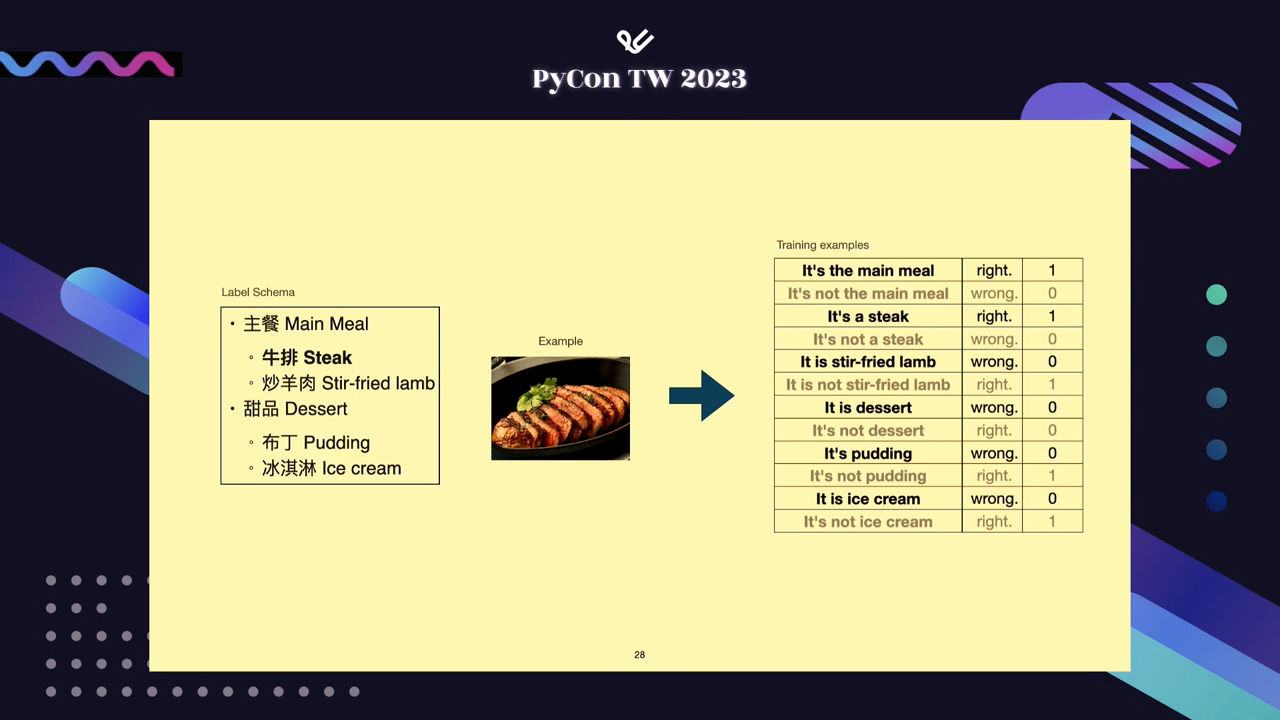 PyCon TW 2023
Label Schema
• 主餐 Main Meal
◦ 牛排 Steak
◦ 炒羊肉 Stir-fried lamb
• 甜品 Dessert
◦ 布丁 Pudding
◦ 冰淇淋 Ice cream
Example
Training examples
It's the main meal right. 1
It's not the main meal wrong. 0
It's a steak right. 1
It's not a steak wrong. 0
It is stir-fried lamb wrong. 0
It is not stir-fried lamb right. 1
It is dessert wrong. 0
It's not dessert right. 0
It's pudding wrong. 0
It's not pudding right. 1
It is ice cream wrong. 0
It's not ice cream right. 1
28